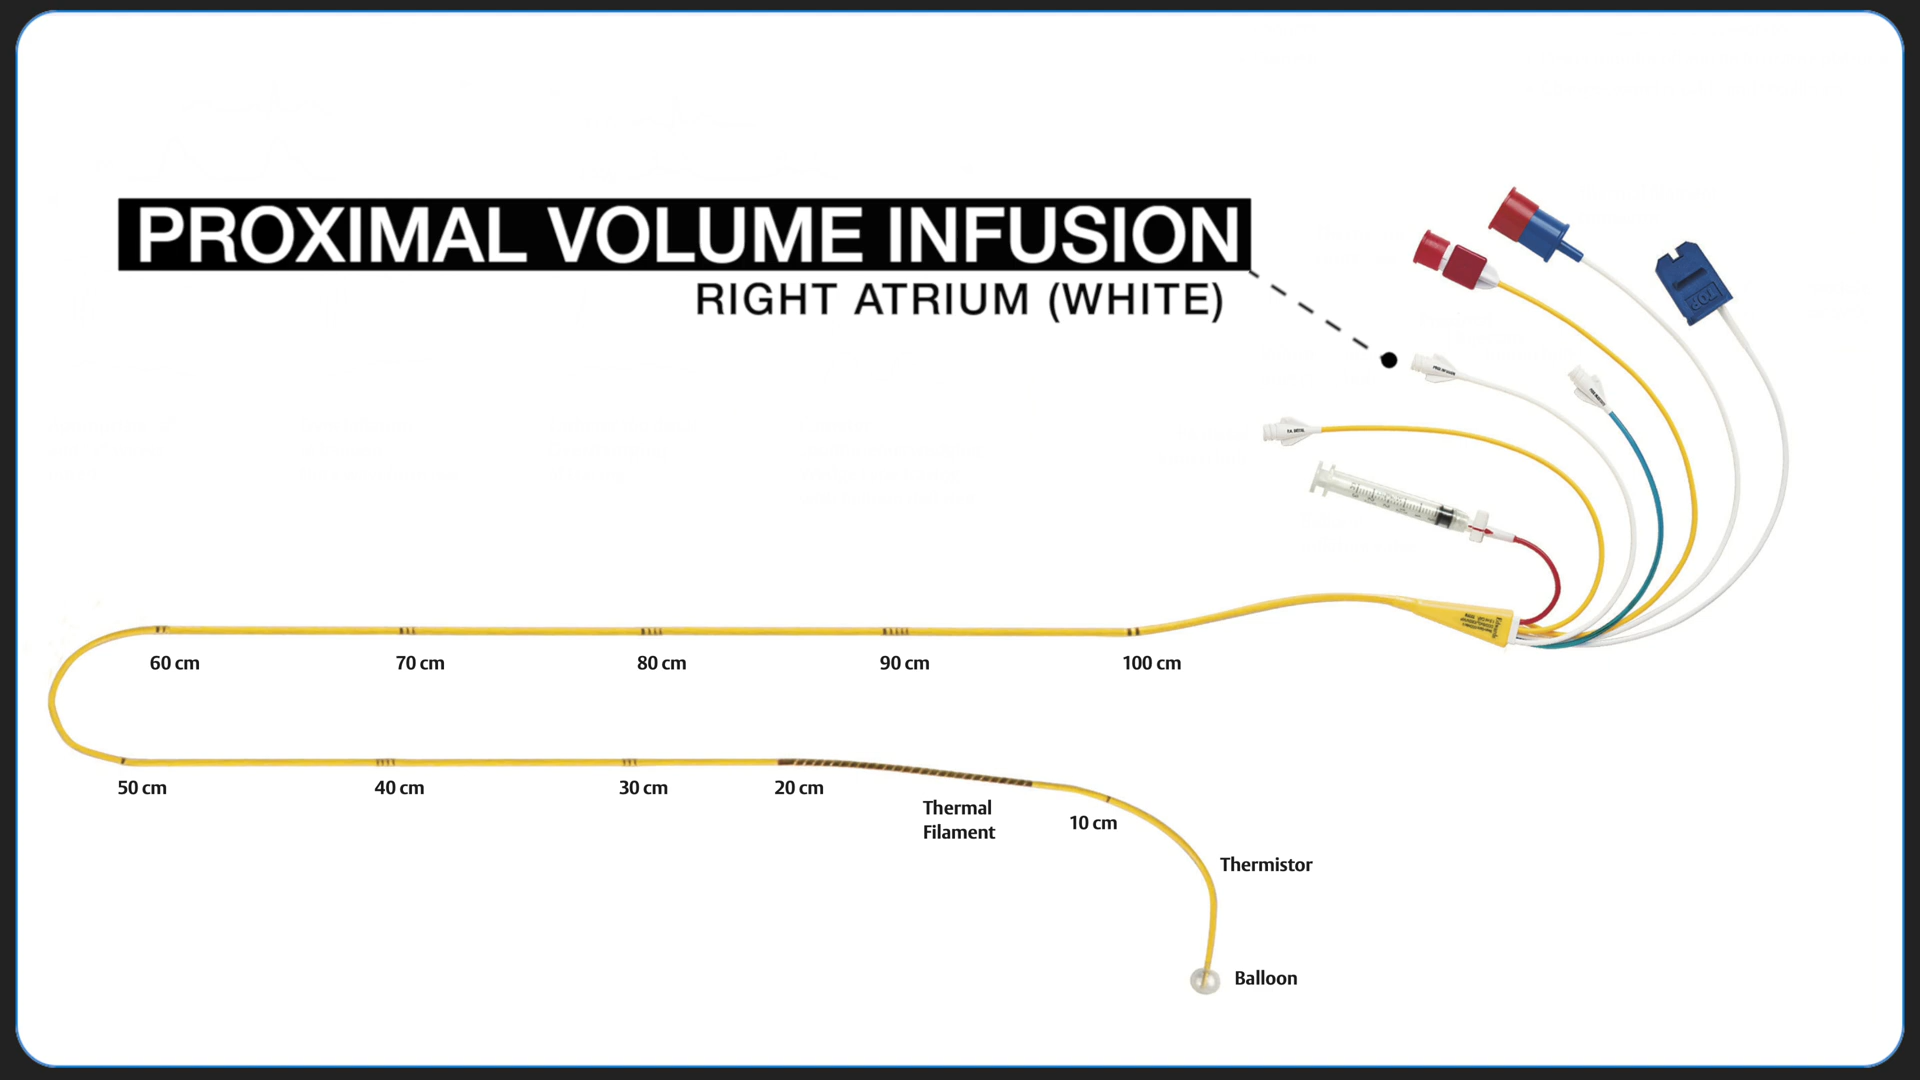 PROXIMAL VOLUME INFUSION
RIGHT ATRIUM (WHITE)
TOP
60 cm
70 cm
80 cm
90 cm
100 cm
50 cm
40 cm
30 cm
20 cm
Thermal
Filament
10 cm
Thermistor
Balloon